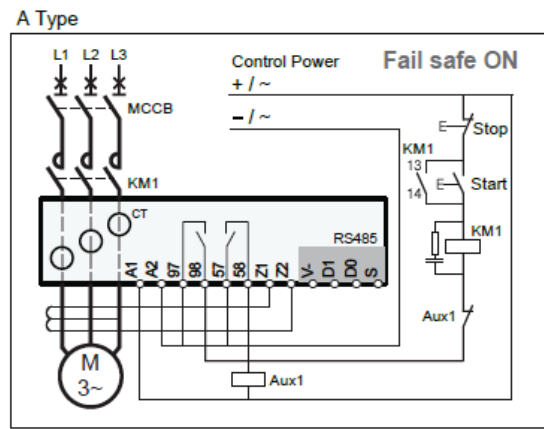 A Type
L1 L2 L3
Control Power
Fail safe ON
+ / ~
MCCB
– / ~
Stop
KM1
13
14
Start
KM1
CT
RS485
KM1
A1 A2 97 98 57 58 Z1 Z2 V- D1 D0 S
Aux1
M
3~
Aux1